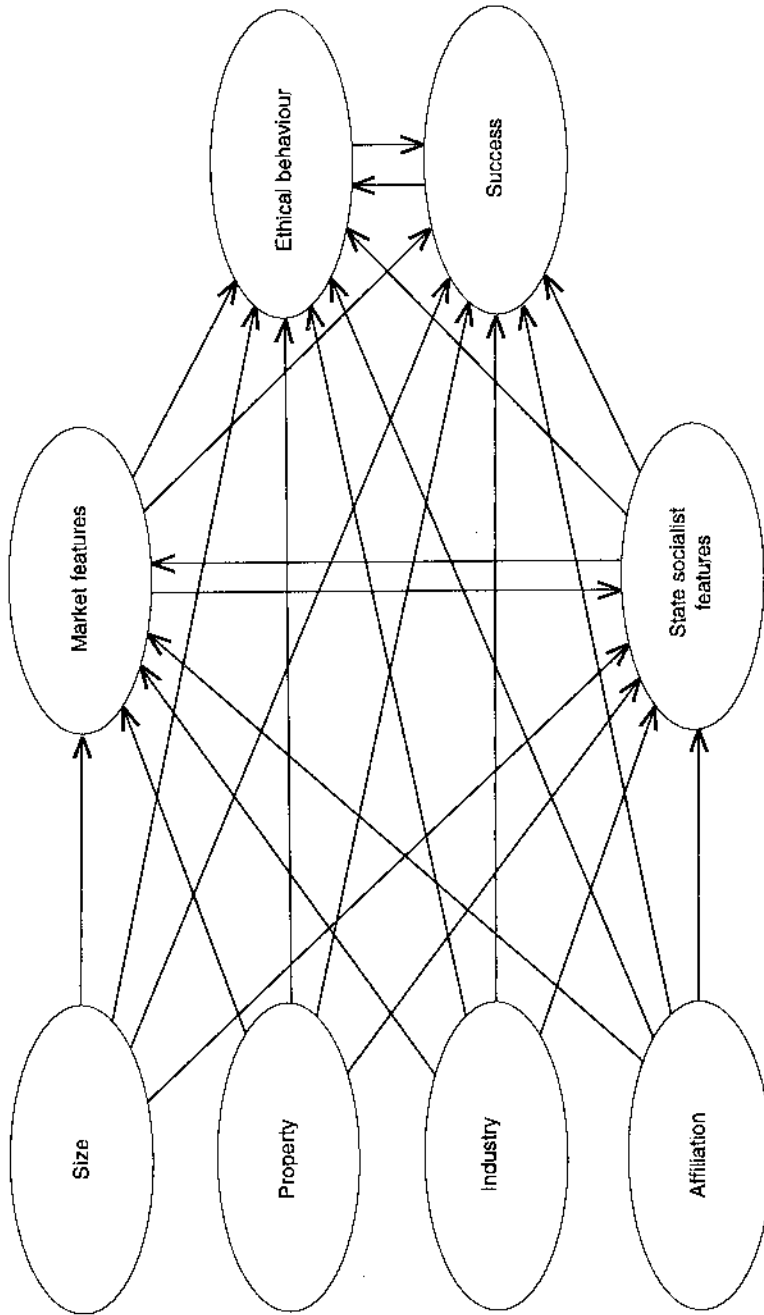 Size
Property
Industry
Affiliation
Market features
State socialist
features
Ethical behaviour
Success